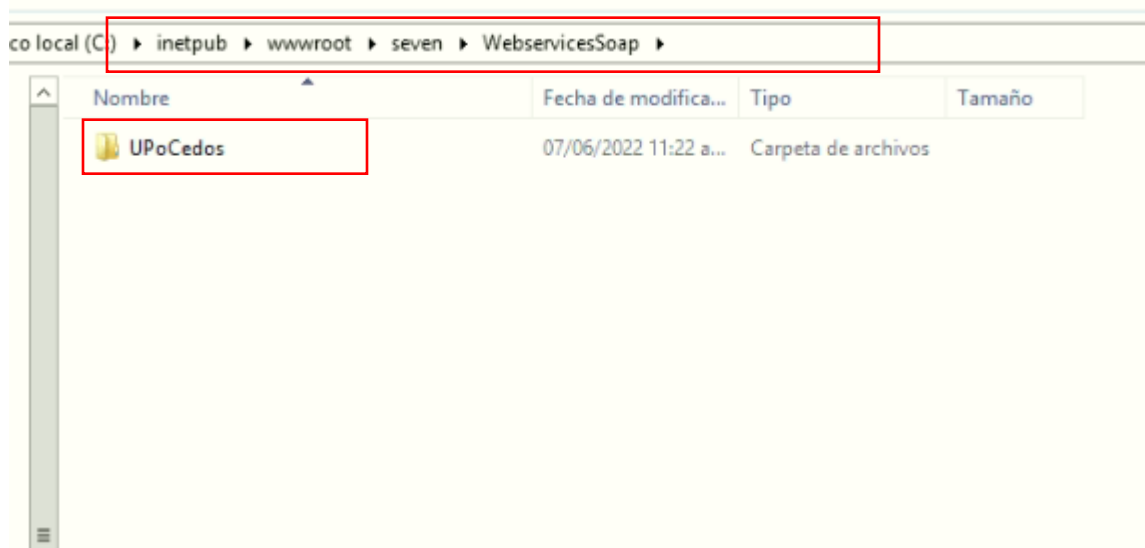 co local (C:) ▸ inetpub ▸ wwwroot ▸ seven ▸ WebservicesSoap ▸
Nombre Fecha de modifica... Tipo Tamaño
UPoCedos 07/06/2022 11:22 a... Carpeta de archivos